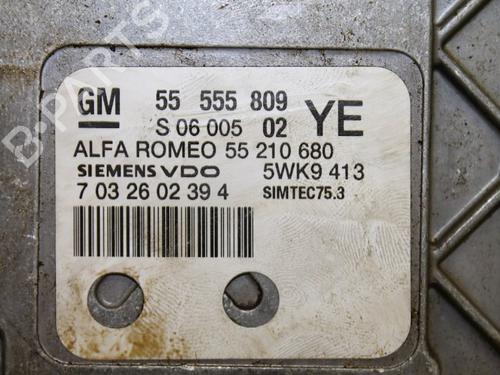 GM 55 555 809 YE
S 06 005 02
ALFA ROMEO 55 210 680
SIEMENS VDO 5WK9 413
7 03 26 02 39 4 SIMTEC75.3
B-PARTS